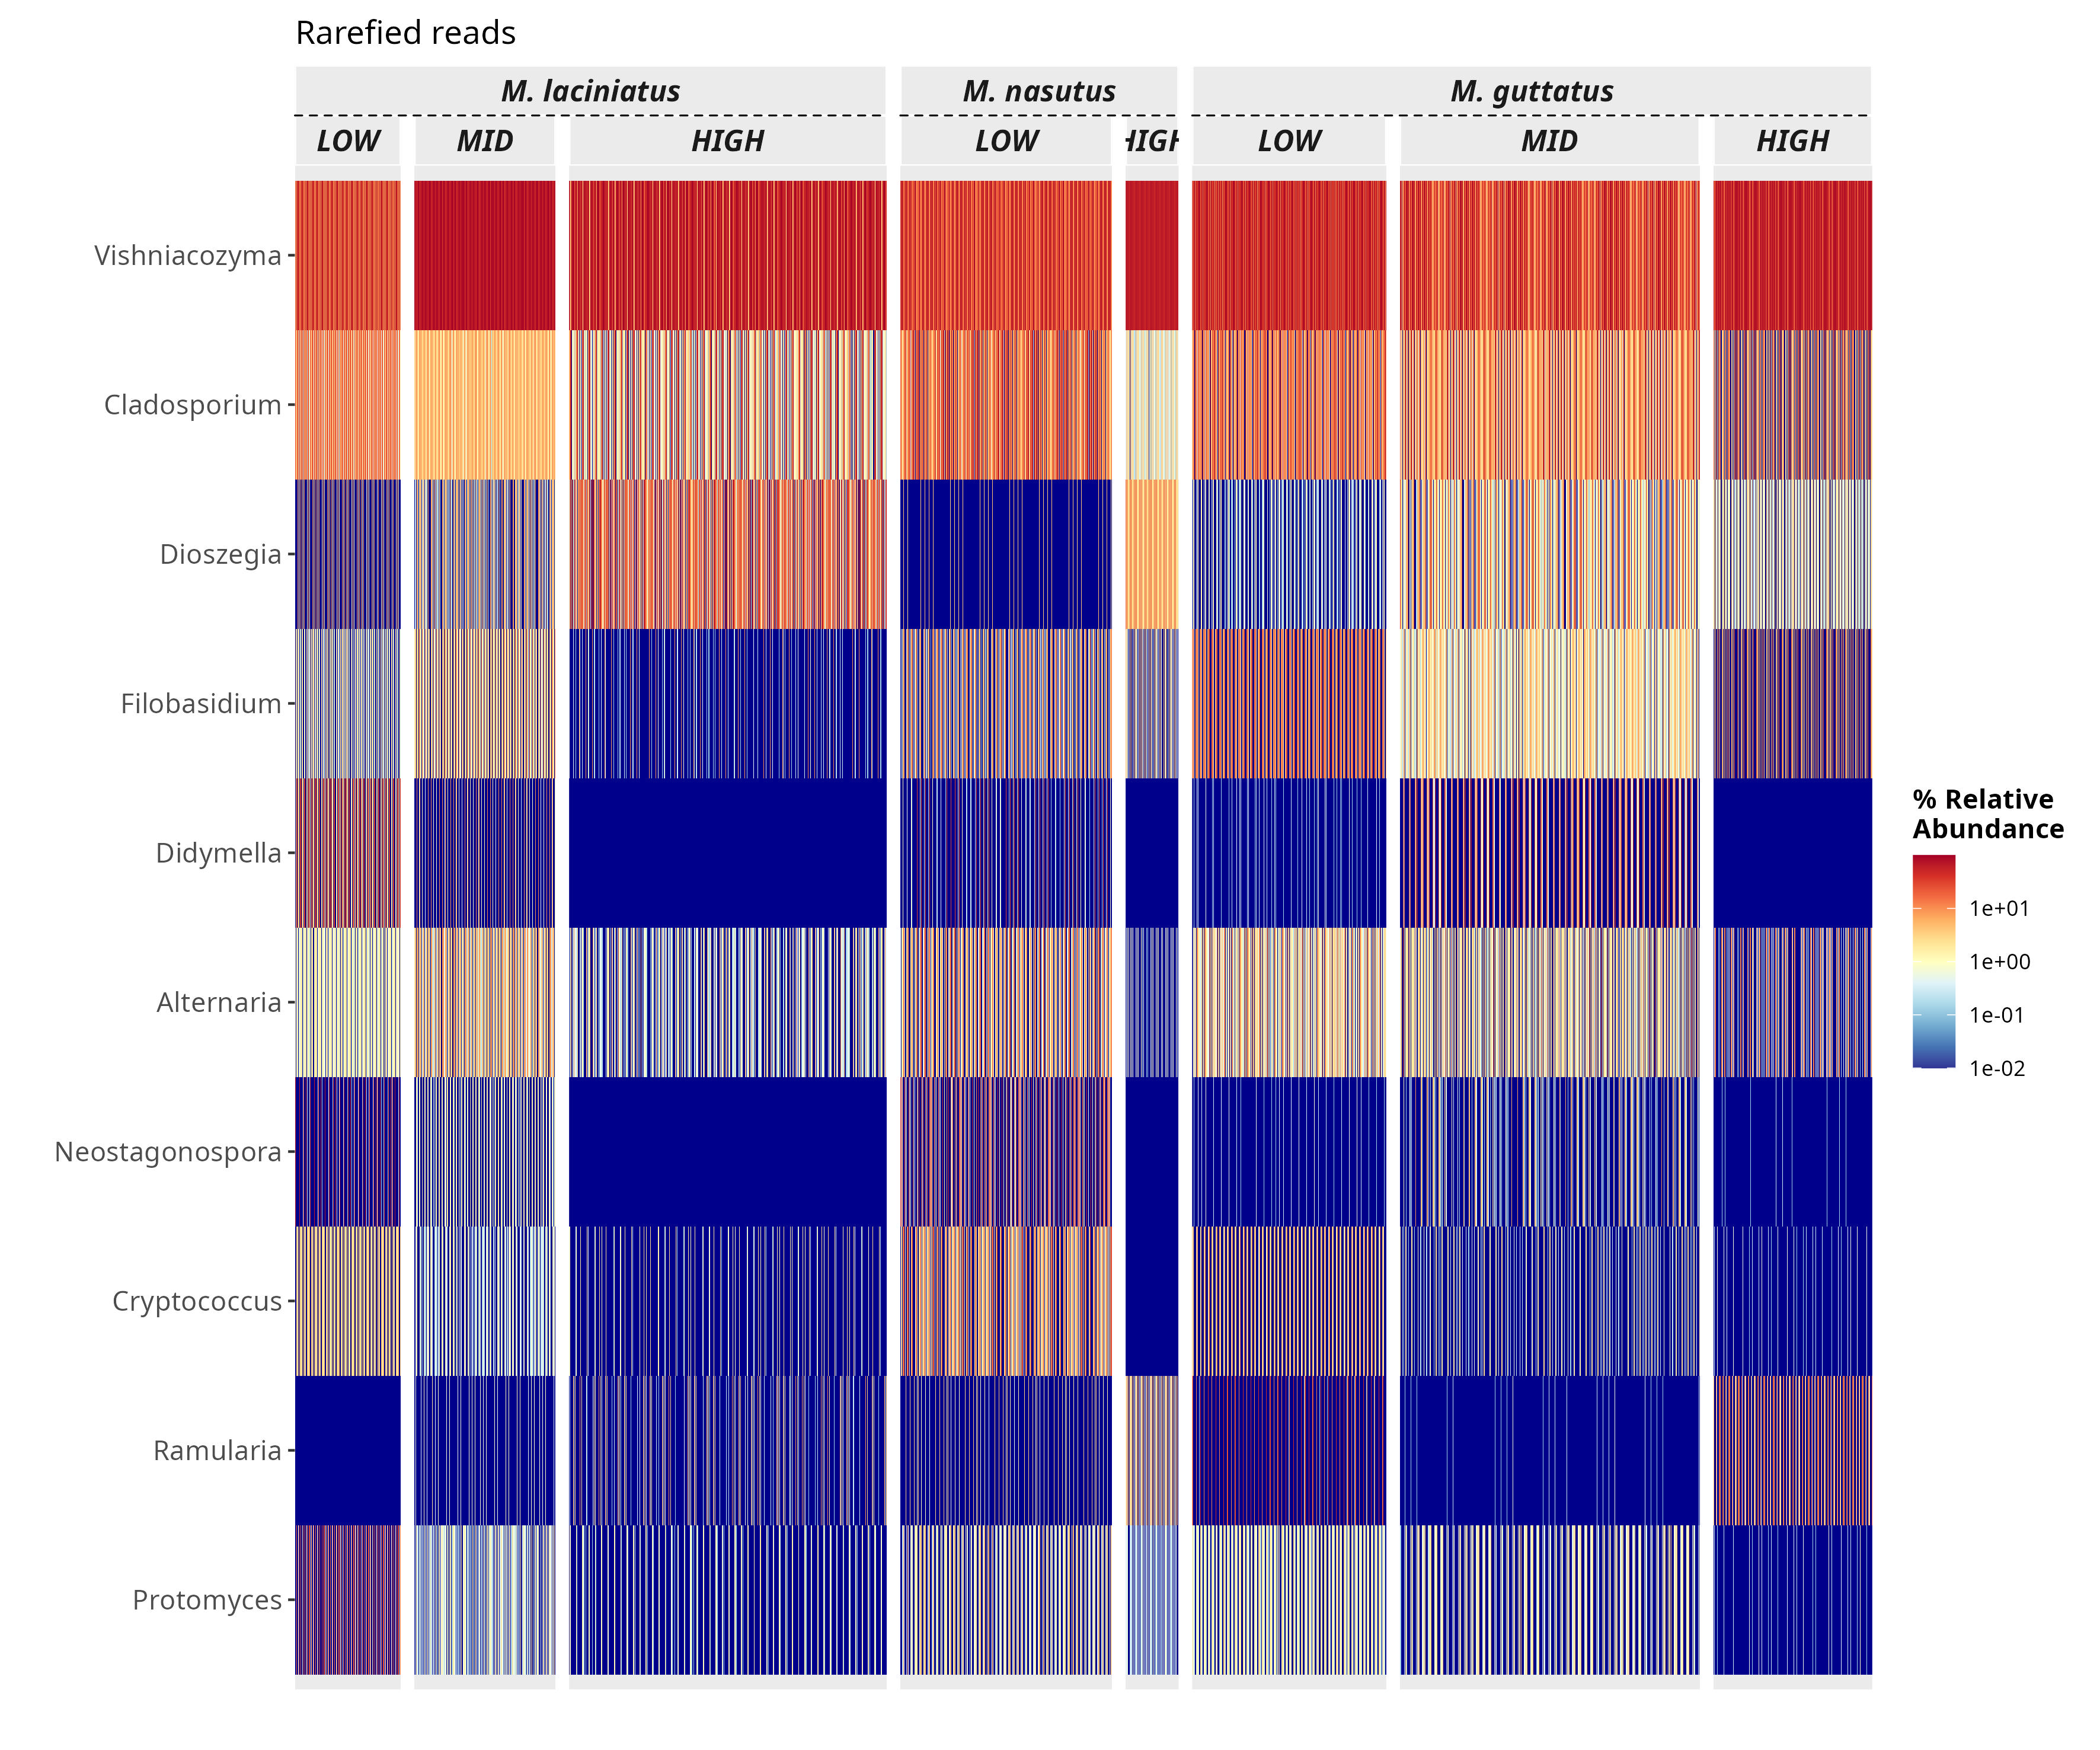 Rarefied reads
M. laciniatus M. nasutus M. guttatus
LOW MID HIGH LOW HIGH LOW MID HIGH
Vishniacozyma
Cladosporium
Dioszegia
Filobasidium
Didymella
Alternaria
Neostagonospora
Cryptococcus
Ramularia
Protomyces
% Relative
Abundance
1e+01
1e+00
1e-01
1e-02